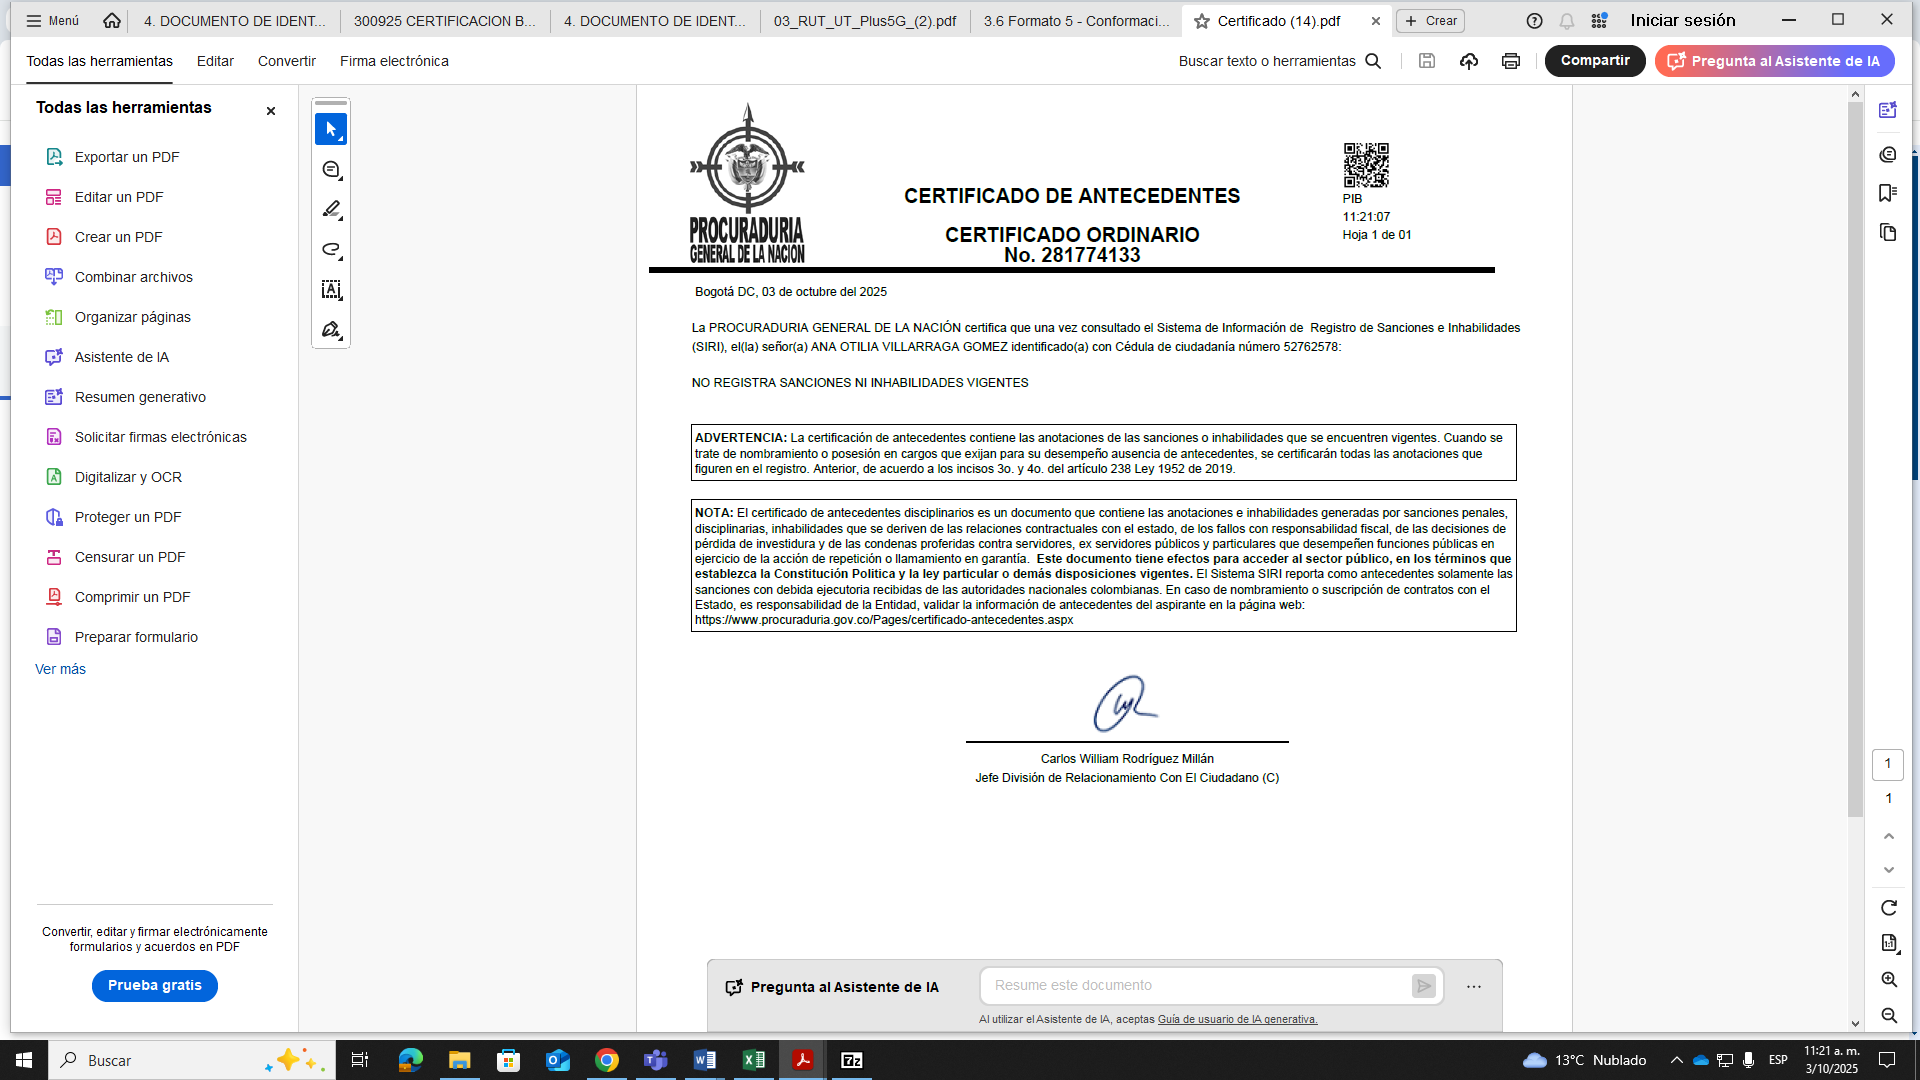 Menú
4. DOCUMENTO DE IDENT...
300925 CERTIFICACION B...
4. DOCUMENTO DE IDENT...
03_RUT_UT_Plus5G_(2).pdf
3.6 Formato 5 - Conformaci...
Certificado (14).pdf
Crear
Iniciar sesión
Todas las herramientas
Editar
Convertir
Firma electrónica
Buscar texto o herramientas
Compartir
Pregunta al Asistente de IA
Todas las herramientas
Exportar un PDF
Editar un PDF
Crear un PDF
Combinar archivos
Organizar páginas
Asistente de IA
Resumen generativo
Solicitar firmas electrónicas
Digitalizar y OCR
Proteger un PDF
Censurar un PDF
Comprimir un PDF
Preparar formulario
Ver más
Convertir, editar y firmar electrónicamente
formularios y acuerdos en PDF
Prueba gratis
PROCURADURIA
GENERAL DE LA NACION
CERTIFICADO DE ANTECEDENTES
CERTIFICADO ORDINARIO
No. 281774133
PIB
11:21:07
Hoja 1 de 01
Bogotá DC, 03 de octubre del 2025
La PROCURADURIA GENERAL DE LA NACIÓN certifica que una vez consultado el Sistema de Información de Registro de Sanciones e Inhabilidades
(SIRI), el(la) señor(a) ANA OTILIA VILLARRAGA GOMEZ identificado(a) con Cédula de ciudadanía número 52762578:
NO REGISTRA SANCIONES NI INHABILIDADES VIGENTES
ADVERTENCIA: La certificación de antecedentes contiene las anotaciones de las sanciones o inhabilidades que se encuentren vigentes. Cuando se
trate de nombramiento o posesión en cargos que exijan para su desempeño ausencia de antecedentes, se certificarán todas las anotaciones que
figuren en el registro. Anterior, de acuerdo a los incisos 3o. y 4o. del artículo 238 Ley 1952 de 2019.
NOTA: El certificado de antecedentes disciplinarios es un documento que contiene las anotaciones e inhabilidades generadas por sanciones penales,
disciplinarias, inhabilidades que se deriven de las relaciones contractuales con el estado, de los fallos con responsabilidad fiscal, de las decisiones de
pérdida de investidura y de las condenas proferidas contra servidores, ex servidores públicos y particulares que desempeñen funciones públicas en
ejercicio de la acción de repetición o llamamiento en garantía. Este documento tiene efectos para acceder al sector público, en los términos que
establezca la Constitución Política y la ley particular o demás disposiciones vigentes. El Sistema SIRI reporta como antecedentes solamente las
sanciones con debida ejecutoria recibidas de las autoridades nacionales colombianas. En caso de nombramiento o suscripción de contratos con el
Estado, es responsabilidad de la Entidad, validar la información de antecedentes del aspirante en la página web:
https://www.procuraduria.gov.co/Pages/certificado-antecedentes.aspx
Carlos William Rodríguez Millán
Jefe División de Relacionamiento Con El Ciudadano (C)
Pregunta al Asistente de IA
Resume este documento
Al utilizar el Asistente de IA, aceptas Guía de usuario de IA generativa.
1
1
Buscar
13°C Nublado
ESP
11:21 a. m.
3/10/2025